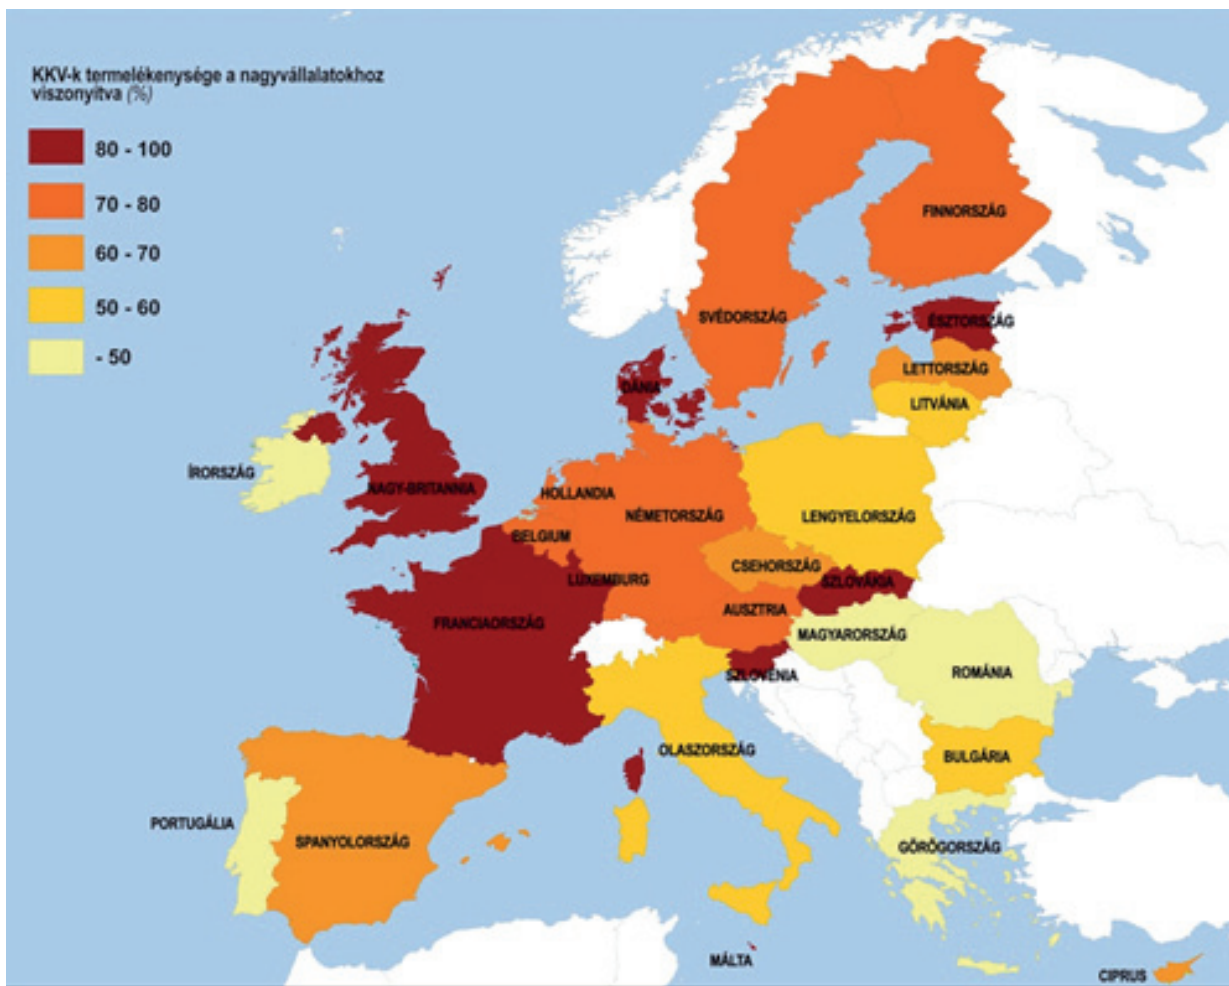 KKV-k termelékenysége a nagyvállalatokhoz
viszonyítva (%)
80 - 100
70 - 80
60 - 70
50 - 60
- 50
FINNORSZÁG
SVÉDORSZÁG
ÉSZTORSZÁG
LETTORSZÁG
DÁNIA
LITVÁNIA
ÍRORSZÁG
NAGY-BRITANNIA
HOLLANDIA
NÉMETORSZÁG
LENGYELORSZÁG
BELGIUM
CSEHORSZÁG
LUXEMBURG
SZLOVÁKIA
AUSZTRIA
FRANCIAORSZÁG
MAGYARORSZÁG
SZLOVÉNIA
ROMÁNIA
OLASZORSZÁG
BULGÁRIA
PORTUGÁLIA
SPANYOLORSZÁG
GÖRÖGORSZÁG
MÁLTA
CIPRUS